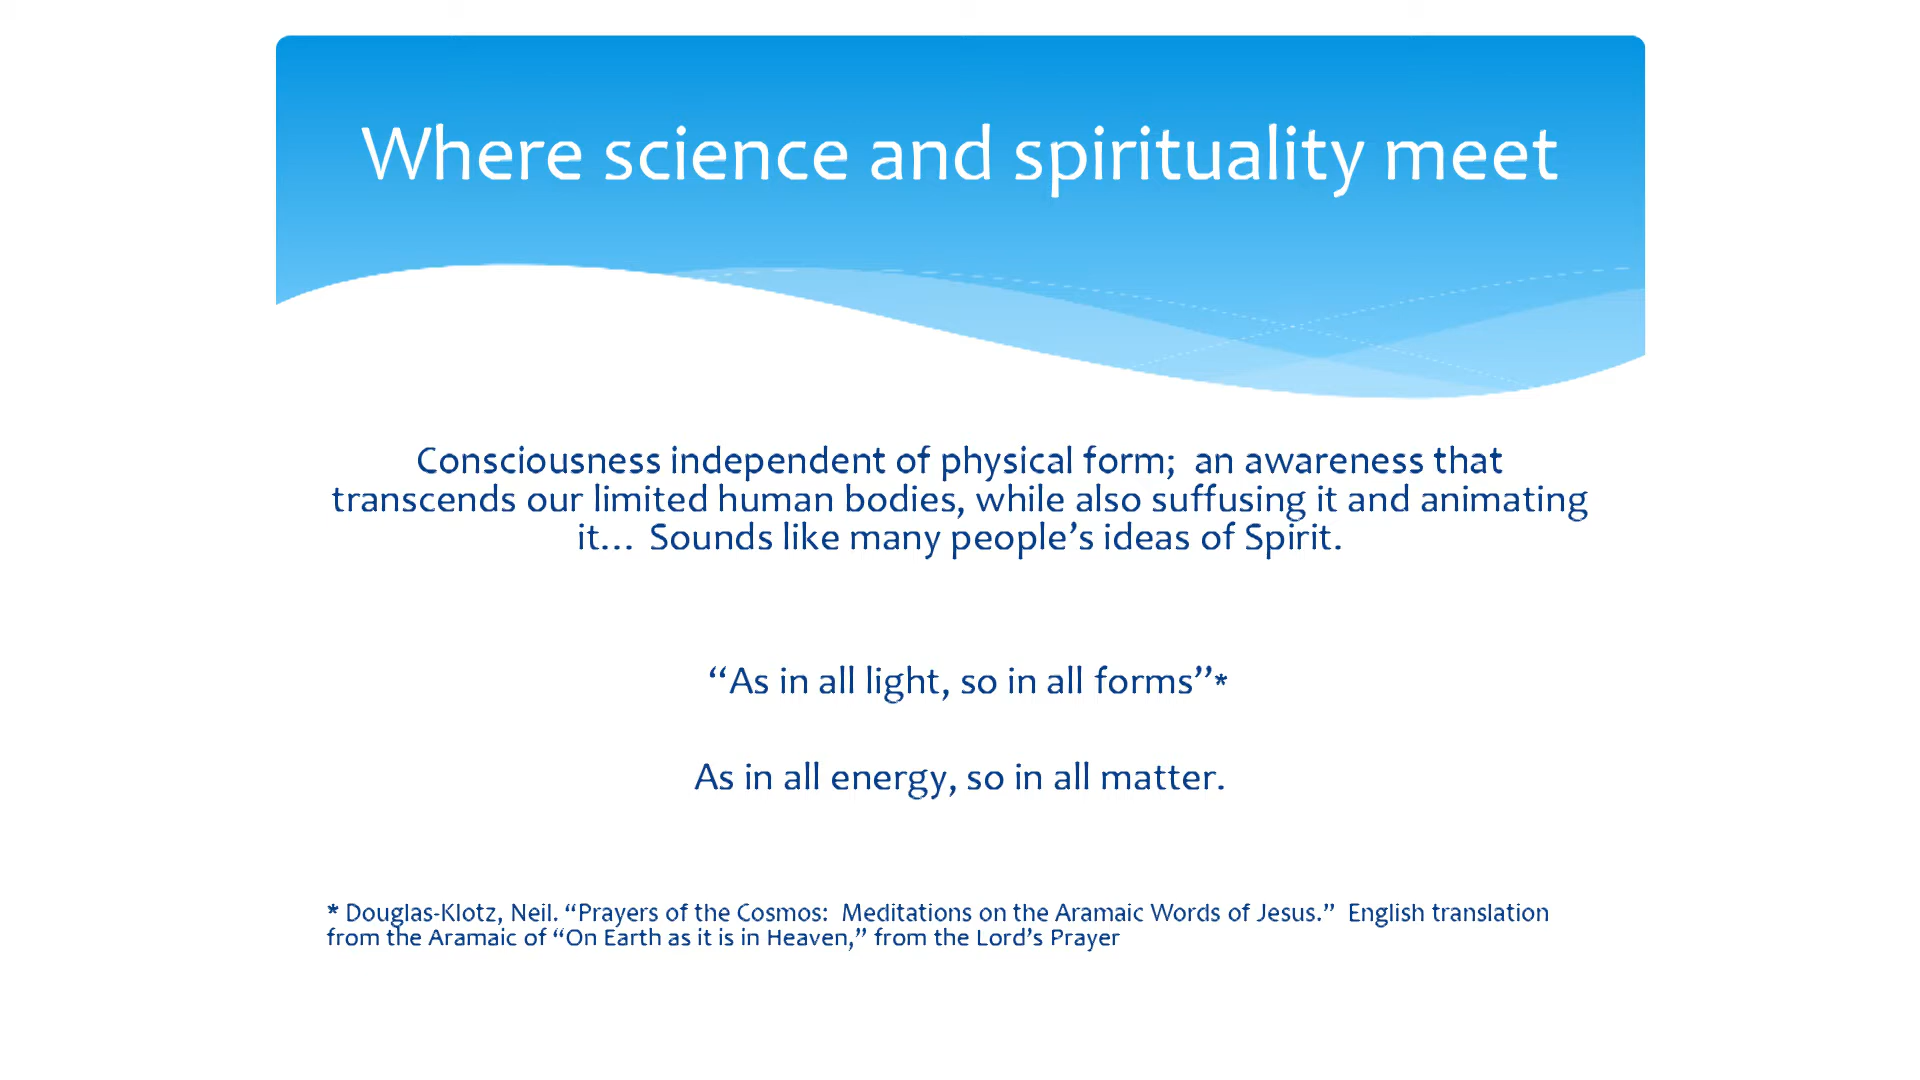 Where science and spirituality meet
Consciousness independent of physical form;  an awareness that
transcends our limited human bodies, while also suffusing it and animating
it…  Sounds like many people’s ideas of Spirit.
“As in all light, so in all forms”*
As in all energy, so in all matter.
* Douglas-Klotz, Neil. “Prayers of the Cosmos:  Meditations on the Aramaic Words of Jesus.”  English translation
from the Aramaic of “On Earth as it is in Heaven,” from the Lord’s Prayer